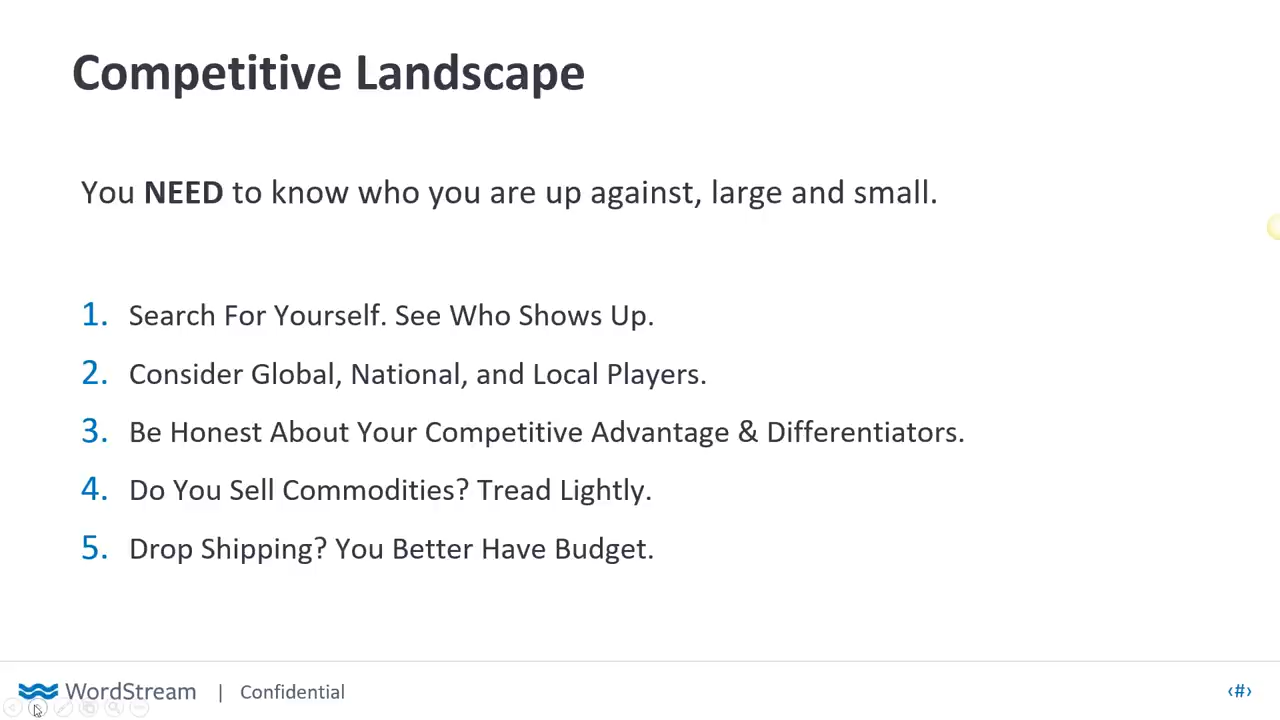 Competitive Landscape
You NEED to know who you are up against, large and small.
1. Search For Yourself. See Who Shows Up.
2. Consider Global, National, and Local Players.
3. Be Honest About Your Competitive Advantage & Differentiators.
4. Do You Sell Commodities? Tread Lightly.
5. Drop Shipping? You Better Have Budget.
WordStream | Confidential ‹#›